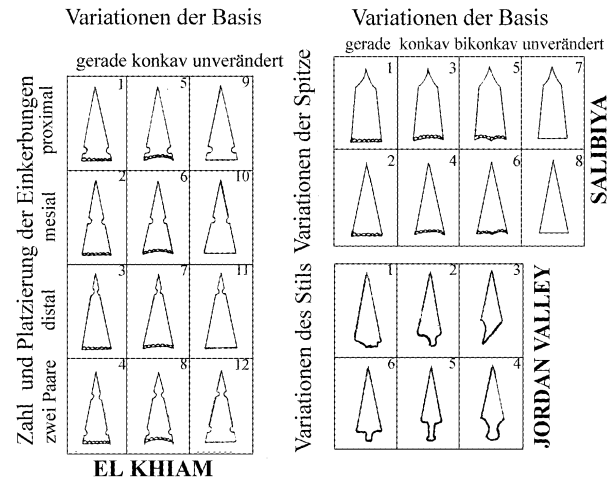 Variationen der Basis
gerade konkav unverändert
Zahl und Platzierung der Einkerbungen
proximal
mesial
distal
zwei Paare
1 5 9
2 6 10
3 7 11
4 8 12
EL KHIAM
Variationen der Basis
gerade konkav bikonkav unverändert
Variationen der Spitze
1 3 5 7
2 4 6 8
SALIBIYA
Variationen des Stils
1 2 3
6 5 4
JORDAN VALLEY